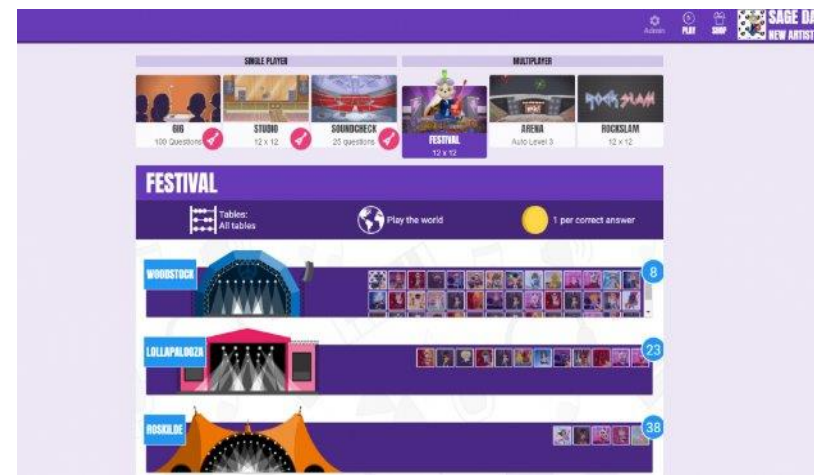 Admin
PLAY
SHOP
SAGE DA
NEW ARTIST
SINGLE PLAYER
MULTIPLAYER
GIG
100 Questions
STUDIO
12 x 12
SOUNDCHECK
25 questions
FESTIVAL
12 x 12
ARENA
Auto Level 3
ROCK SLAM
ROCKSLAM
12 x 12
FESTIVAL
Tables:
All tables
Play the world
1 per correct answer
WOODSTOCK
8
LOLLAPALOOZA
23
ROSKILDE
38